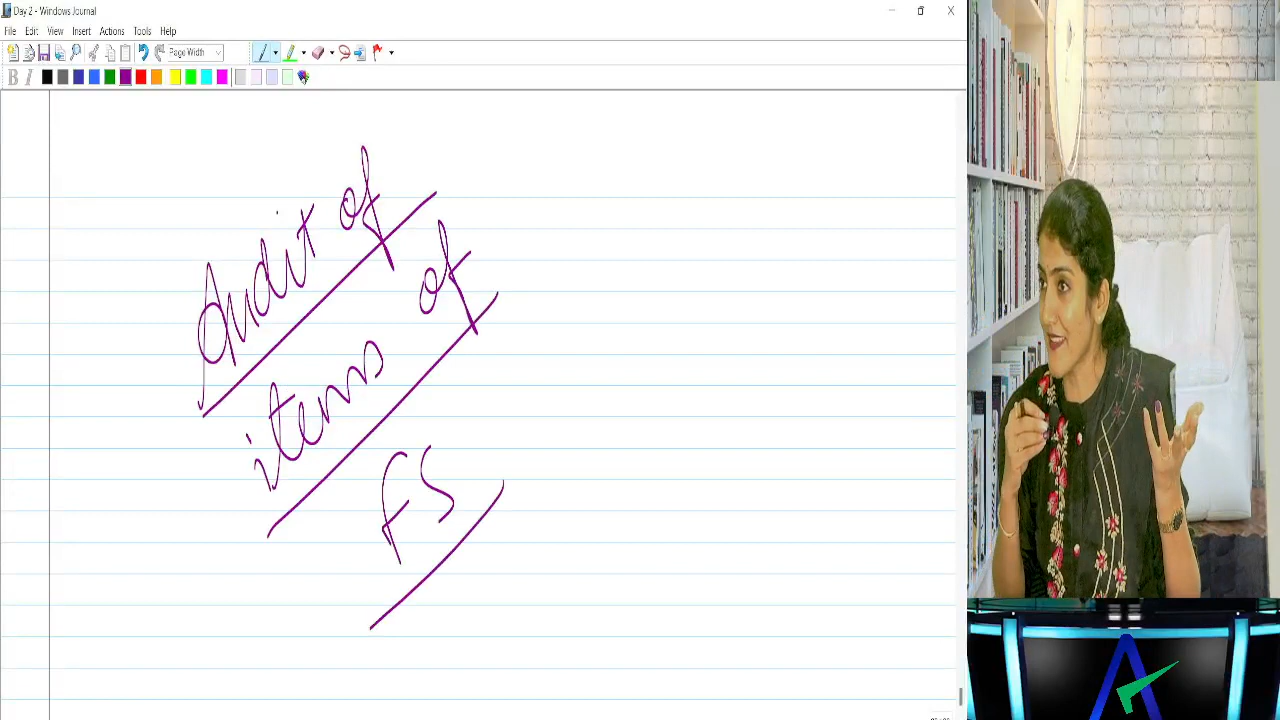 Day 2 - Windows Journal
File Edit View Insert Actions Tools Help
Page Width
B I
Audit of
items of
FS